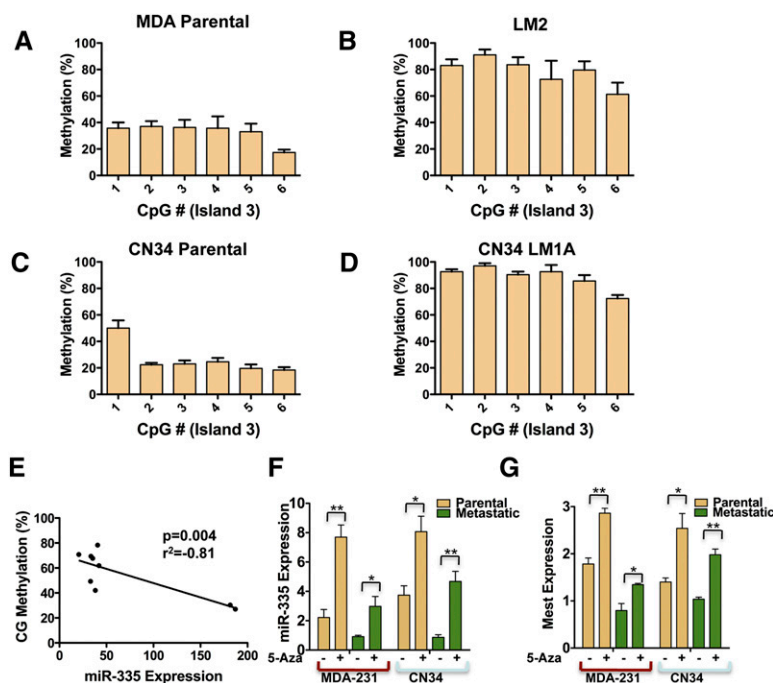 A
MDA Parental
Methylation (%)
100
80
60
40
20
0
1 2 3 4 5 6
CpG # (Island 3)
B
LM2
Methylation (%)
100
80
60
40
20
0
1 2 3 4 5 6
CpG # (Island 3)
C
CN34 Parental
Methylation (%)
100
80
60
40
20
0
1 2 3 4 5 6
CpG # (Island 3)
D
CN34 LM1A
Methylation (%)
100
80
60
40
20
0
1 2 3 4 5 6
CpG # (Island 3)
E
CG Methylation (%)
100
80
60
40
20
0
p=0.004
r²=-0.81
0 50 100 150 200
miR-335 Expression
F
miR-335 Expression
10
8
6
4
2
0
Parental
Metastatic
** * * **
5-Aza - + - + - + - +
MDA-231 CN34
G
Mest Expression
3
2
1
0
Parental
Metastatic
** * * **
5-Aza - + - + - + - +
MDA-231 CN34